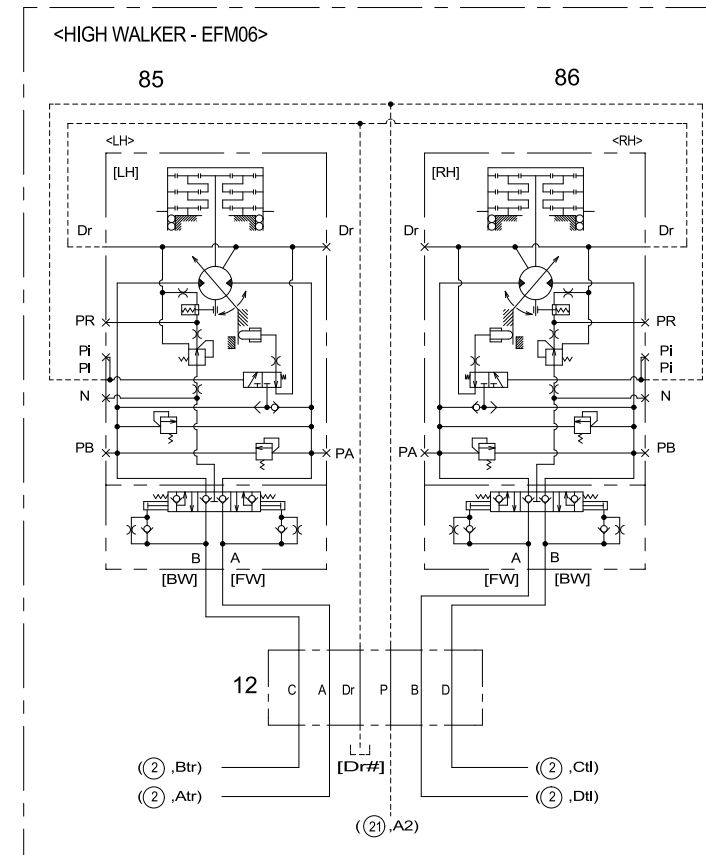 <HIGH WALKER - EFM06>
85 86
<LH> <RH>
[LH] [RH]
Dr Dr Dr Dr
PR PR
Pi Pi
PI Pi
N N
PB PA PA PB
B A A B
[BW] [FW] [FW] [BW]
12 C A Dr P B D
[Dr#]
(2 ,Btr) (2 ,Ctl)
(2 ,Atr) (2 ,Dtl)
(21,A2)